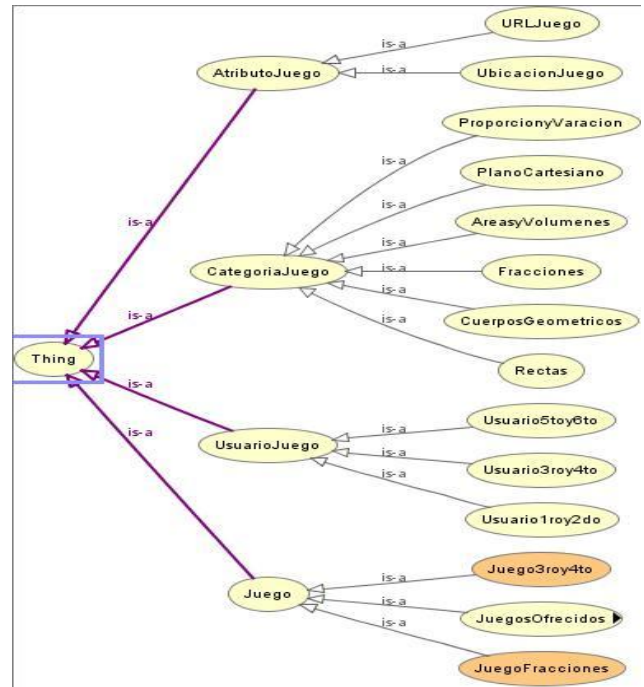 URLJuego
is-a
AtributoJuego
is-a
UbicacionJuego
ProporcionyVaracion
is-a
PlanoCartesiano
is-a
is-a
AreasyVolumenes
is-a
CategoriaJuego
is-a
Fracciones
is-a
is-a
CuerposGeometricos
Thing
is-a
Rectas
is-a
Usuario5toy6to
is-a
UsuarioJuego
is-a
Usuario3roy4to
is-a
is-a
Usuario1roy2do
Juego3roy4to
is-a
Juego
is-a
JuegosOfrecidos
is-a
JuegoFracciones